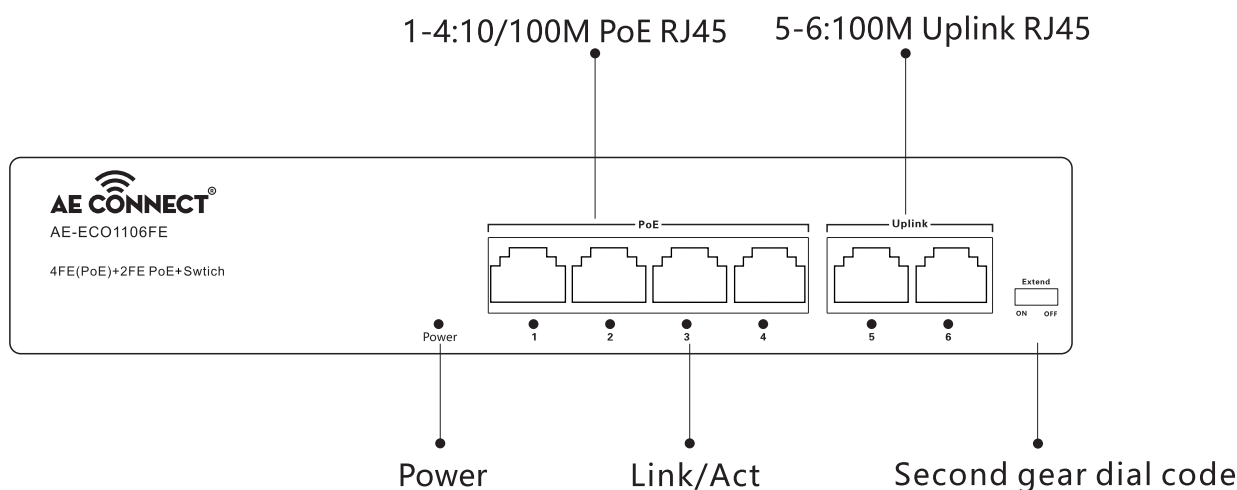 1-4:10/100M PoE RJ45
5-6:100M Uplink RJ45
AE CONNECT®
AE-ECO1106FE
4FE(PoE)+2FE PoE+Swtich
PoE
Uplink
Extend
ON OFF
Power
1 2 3 4 5 6
Power
Link/Act
Second gear dial code